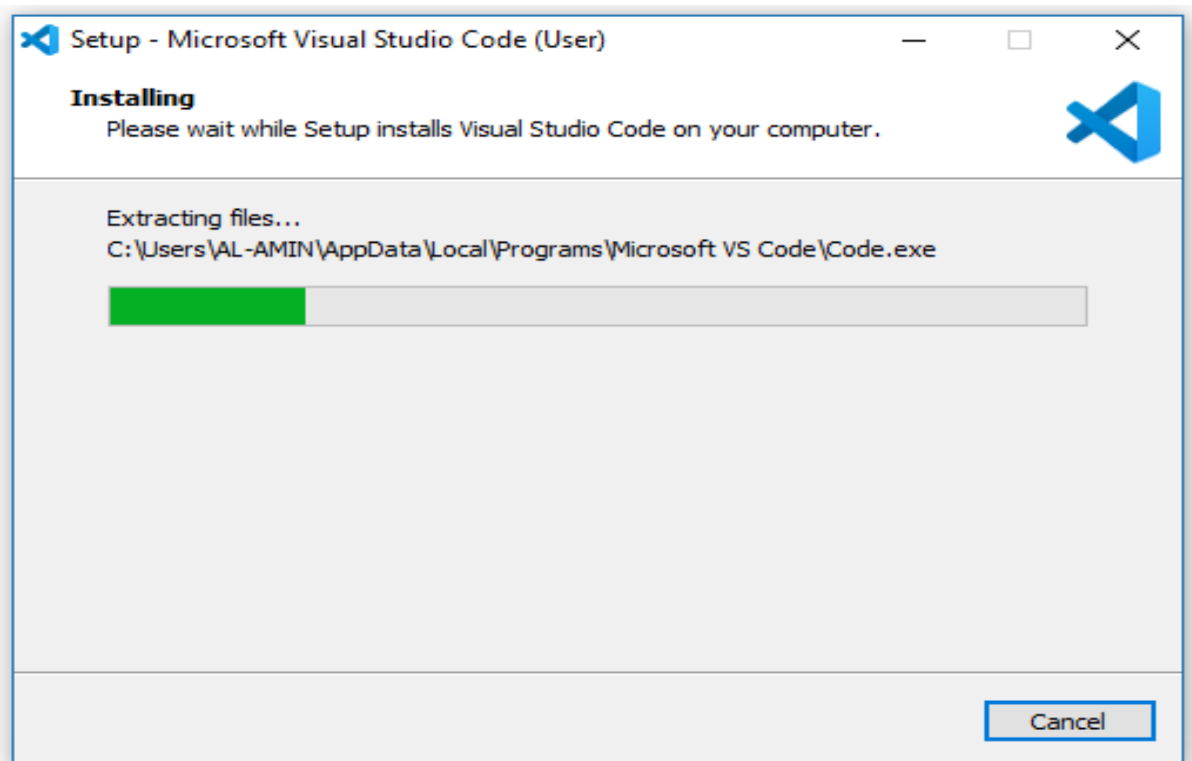 Setup - Microsoft Visual Studio Code (User)
Installing
Please wait while Setup installs Visual Studio Code on your computer.
Extracting files...
C:\Users\AL-AMIN\AppData\Local\Programs\Microsoft VS Code\Code.exe
Cancel